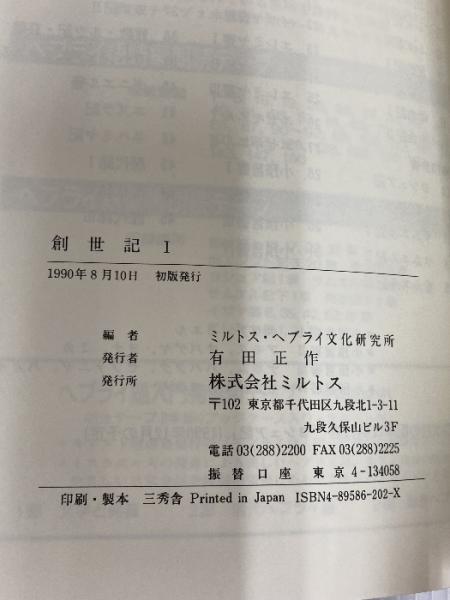 創世記 I
1990年8月10日 初版発行
編者 ミルトス・ヘブライ文化研究所
発行者 有田正作
発行所 株式会社ミルトス
〒102 東京都千代田区九段北1-3-11
九段久保山ビル3F
電話03(288)2200 FAX 03(288)2225
振替口座 東京4-134058
印刷・製本 三秀舎 Printed in Japan ISBN4-89586-202-X